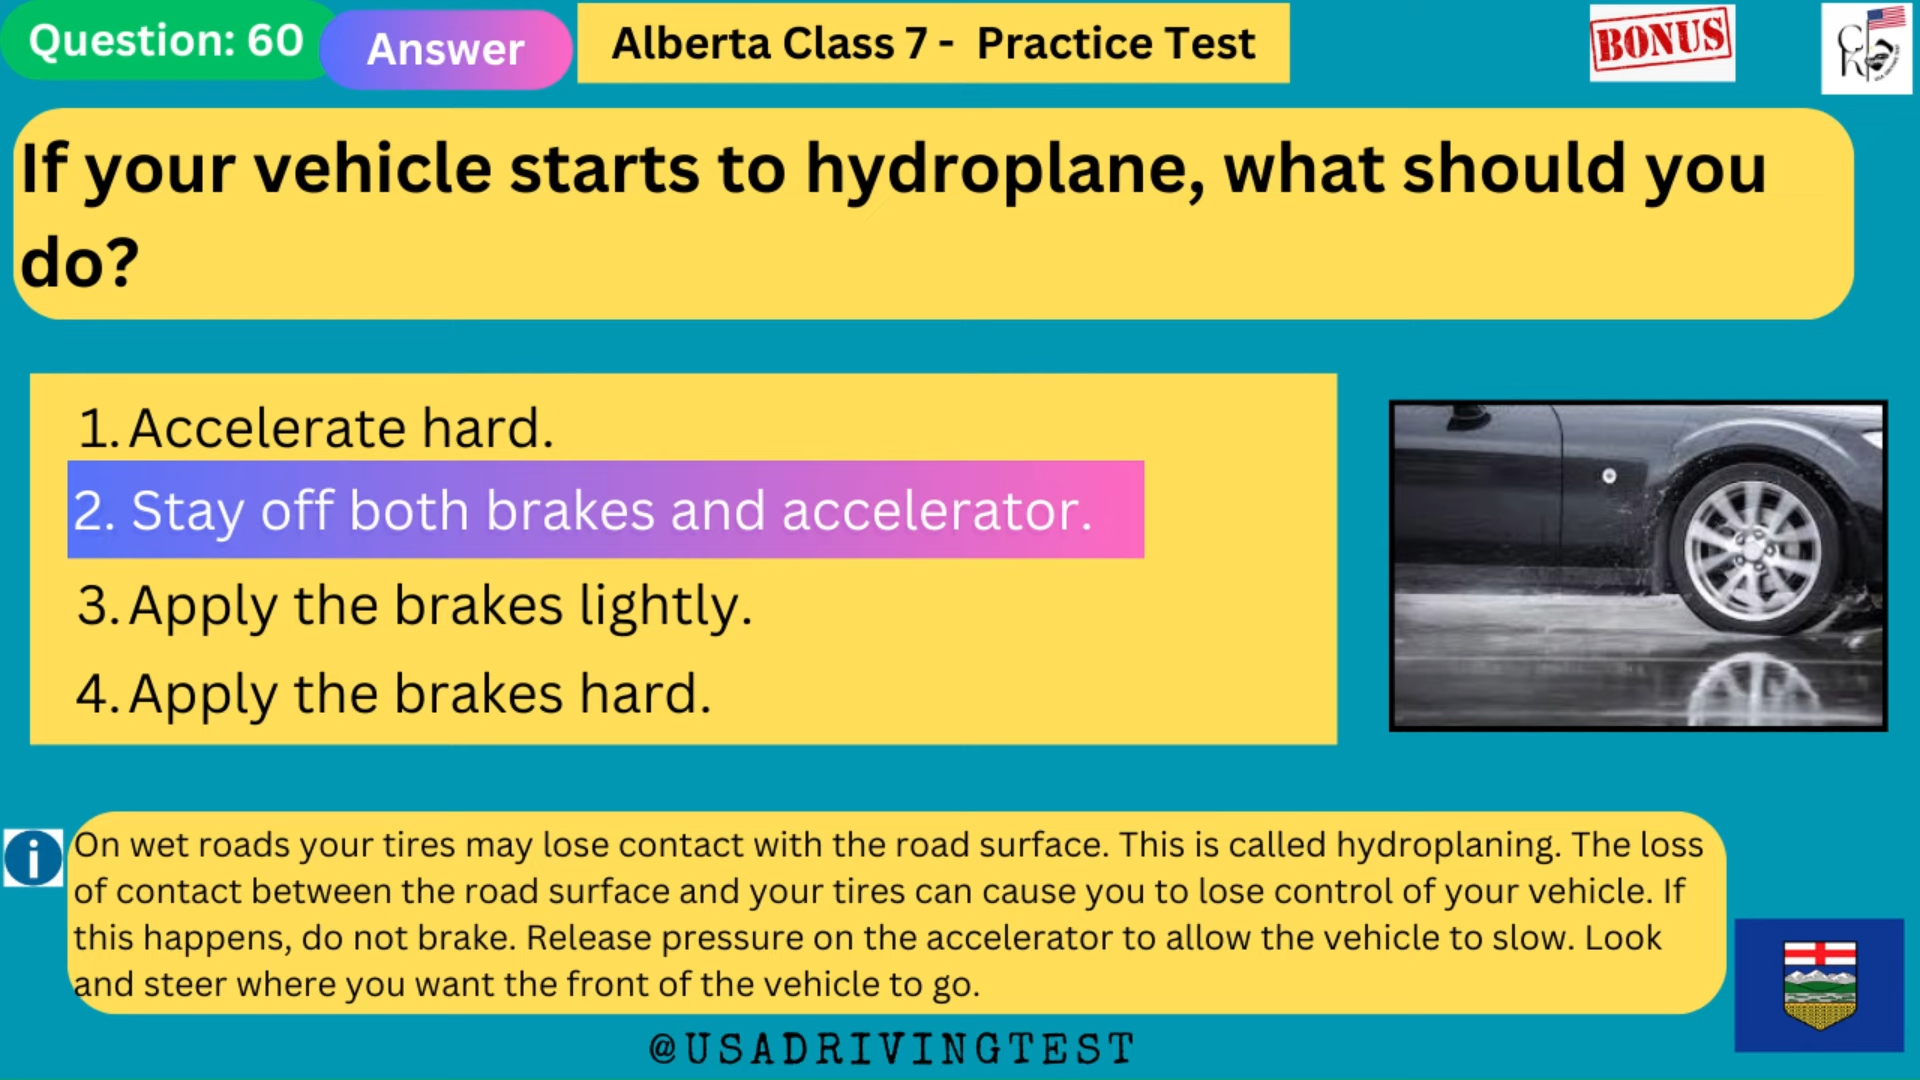 Question: 60
Answer
Alberta Class 7 - Practice Test
BONUS
If your vehicle starts to hydroplane, what should you
do?
1. Accelerate hard.
2. Stay off both brakes and accelerator.
3. Apply the brakes lightly.
4. Apply the brakes hard.
i
On wet roads your tires may lose contact with the road surface. This is called hydroplaning. The loss
of contact between the road surface and your tires can cause you to lose control of your vehicle. If
this happens, do not brake. Release pressure on the accelerator to allow the vehicle to slow. Look
and steer where you want the front of the vehicle to go.
@USADRIVINGTEST